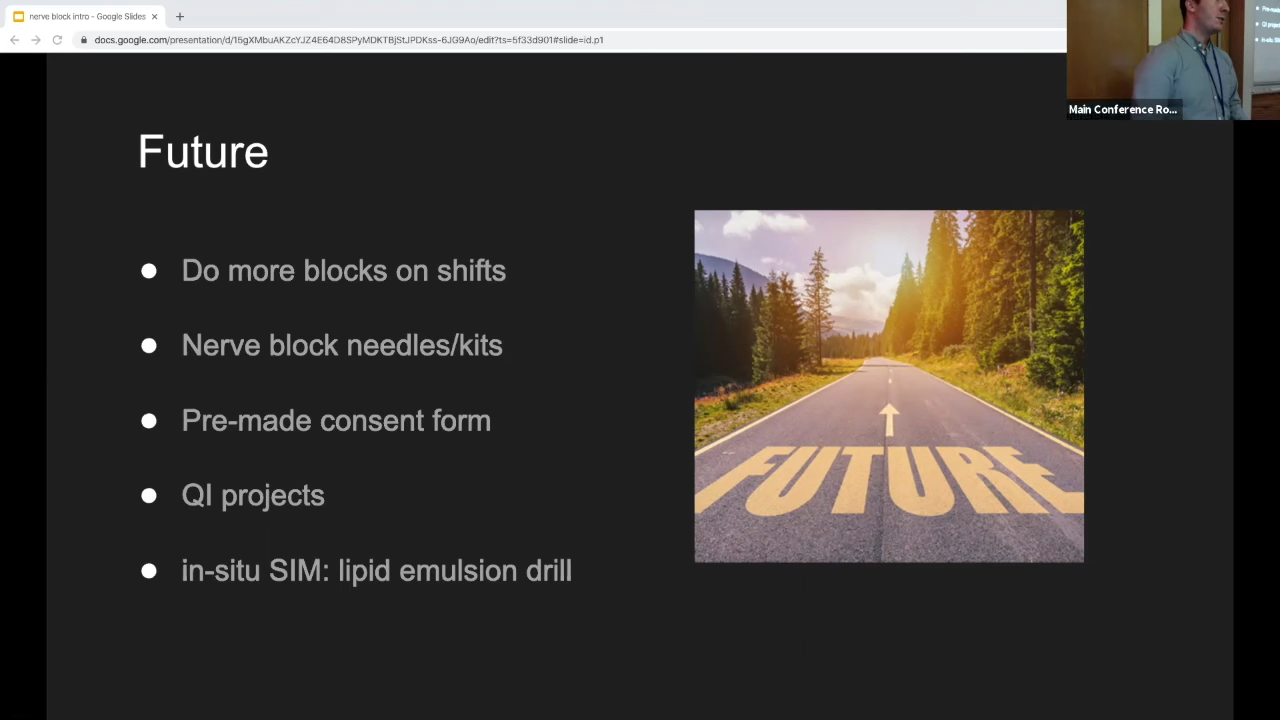 nerve block intro - Google Slides
docs.google.com/presentation/d/15gXMbuAKZcYJZ4E64D8SPyMDKTBjStJPDKss-6JG9Ao/edit?ts=5f33d901#slide=id.p1
Main Conference Ro...
Future
Do more blocks on shifts
Nerve block needles/kits
Pre-made consent form
QI projects
in-situ SIM: lipid emulsion drill
FUTURE